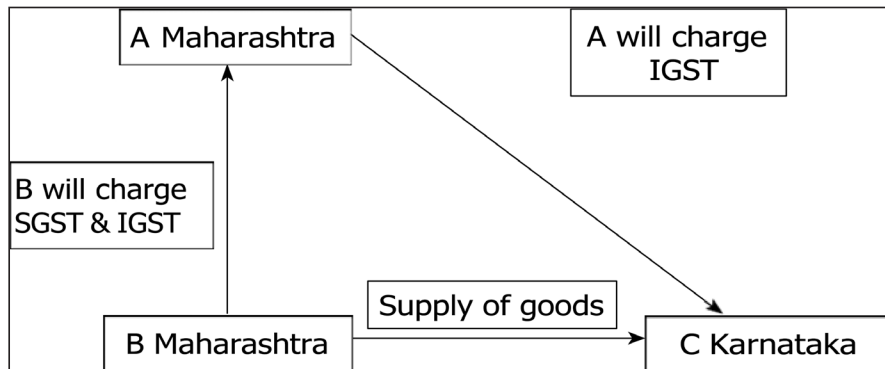 A Maharashtra
A will charge
IGST
B will charge
SGST & IGST
Supply of goods
B Maharashtra
C Karnataka